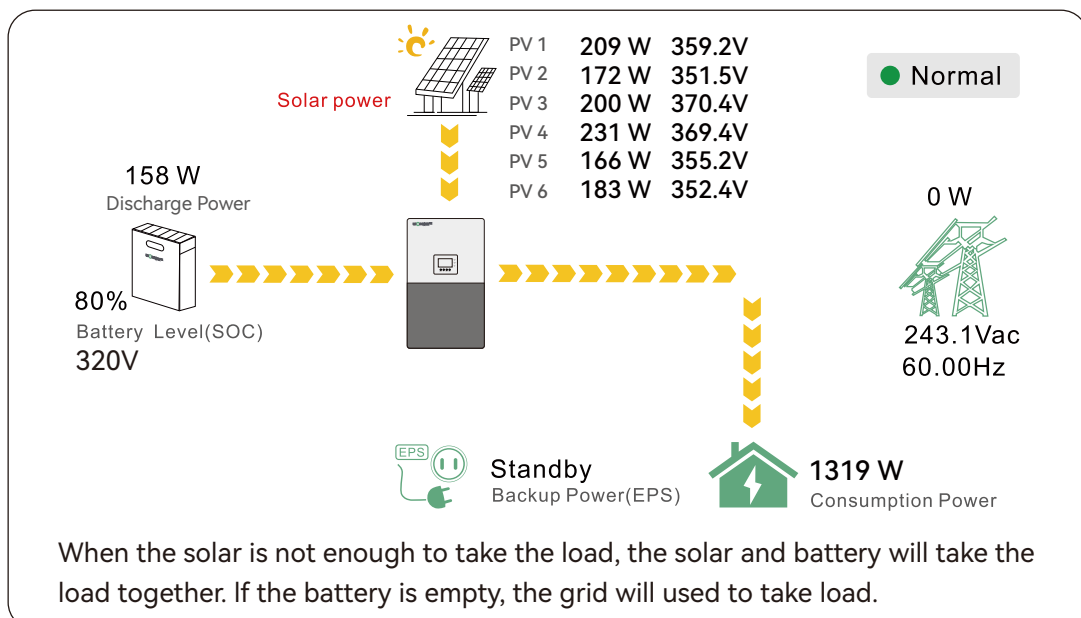 PV 1 209 W 359.2V
PV 2 172 W 351.5V
PV 3 200 W 370.4V
PV 4 231 W 369.4V
PV 5 166 W 355.2V
PV 6 183 W 352.4V
Solar power
Normal
158 W
Discharge Power
80%
Battery Level(SOC)
320V
0 W
243.1Vac
60.00Hz
EPS
Standby
Backup Power(EPS)
1319 W
Consumption Power
When the solar is not enough to take the load, the solar and battery will take the
load together. If the battery is empty, the grid will used to take load.